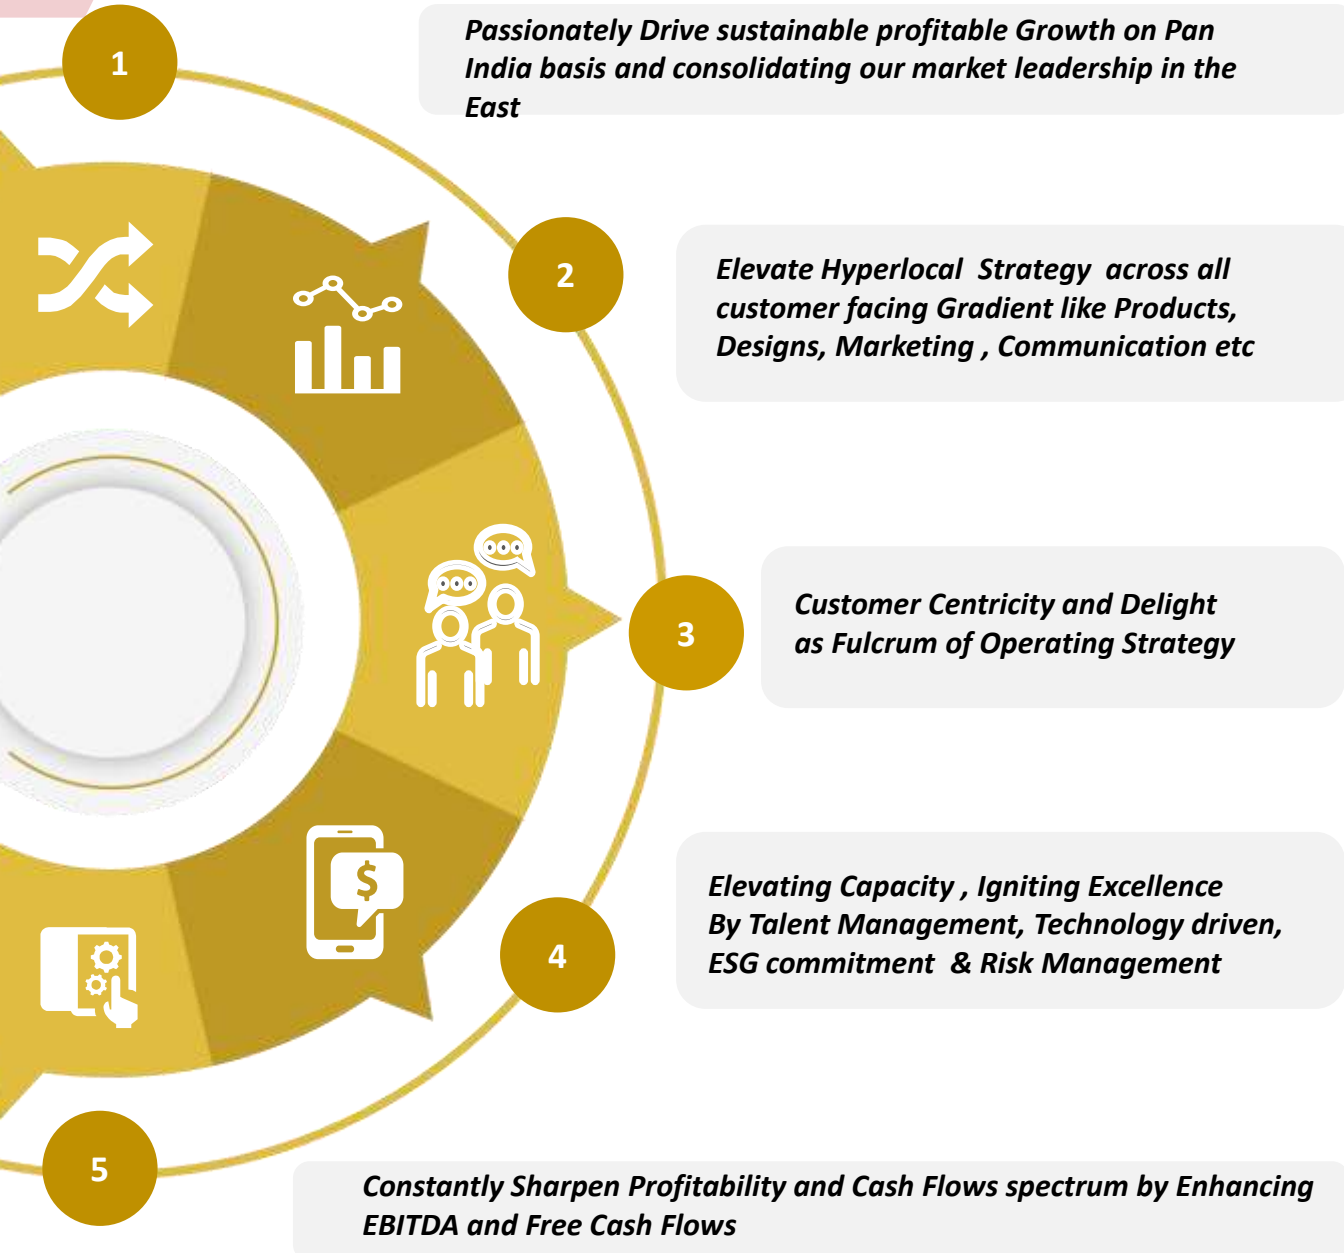 1
Passionately Drive sustainable profitable Growth on Pan
India basis and consolidating our market leadership in the
East
2
Elevate Hyperlocal Strategy across all
customer facing Gradient like Products,
Designs, Marketing , Communication etc
3
Customer Centricity and Delight
as Fulcrum of Operating Strategy
$
4
Elevating Capacity , Igniting Excellence
By Talent Management, Technology driven,
ESG commitment & Risk Management
5
Constantly Sharpen Profitability and Cash Flows spectrum by Enhancing
EBITDA and Free Cash Flows